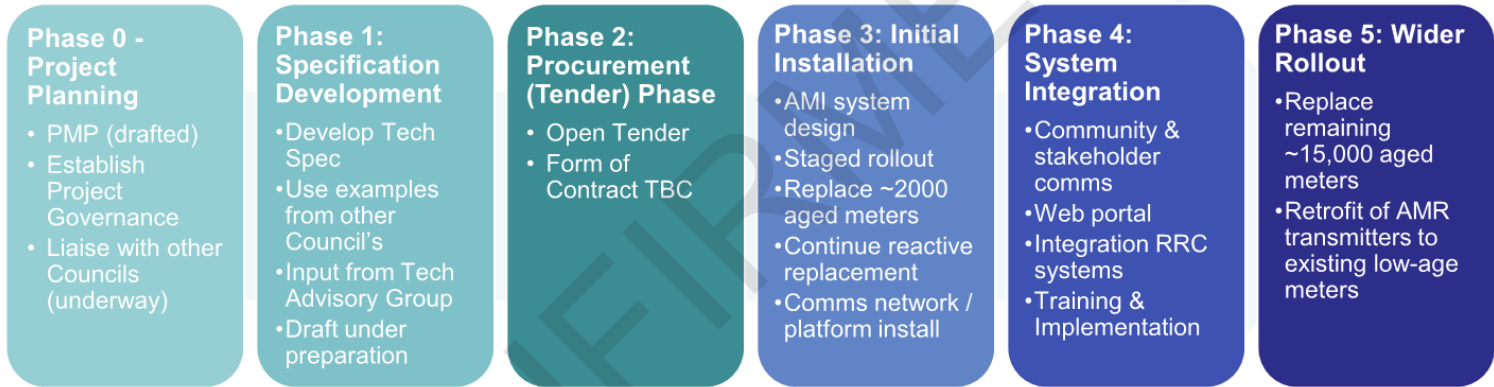 Phase 0 -
Project
Planning
• PMP (drafted)
• Establish
Project
Governance
• Liaise with other
Councils
(underway)
Phase 1:
Specification
Development
•Develop Tech
Spec
•Use examples
from other
Council's
•Input from Tech
Advisory Group
•Draft under
preparation
Phase 2:
Procurement
(Tender) Phase
• Open Tender
• Form of
Contract TBC
Phase 3: Initial
Installation
•AMI system
design
•Staged rollout
•Replace ~2000
aged meters
•Continue reactive
replacement
•Comms network /
platform install
Phase 4:
System
Integration
•Community &
stakeholder
comms
•Web portal
•Integration RRC
systems
•Training &
Implementation
Phase 5: Wider
Rollout
•Replace
remaining
~15,000 aged
meters
•Retrofit of AMR
transmitters to
existing low-age
meters